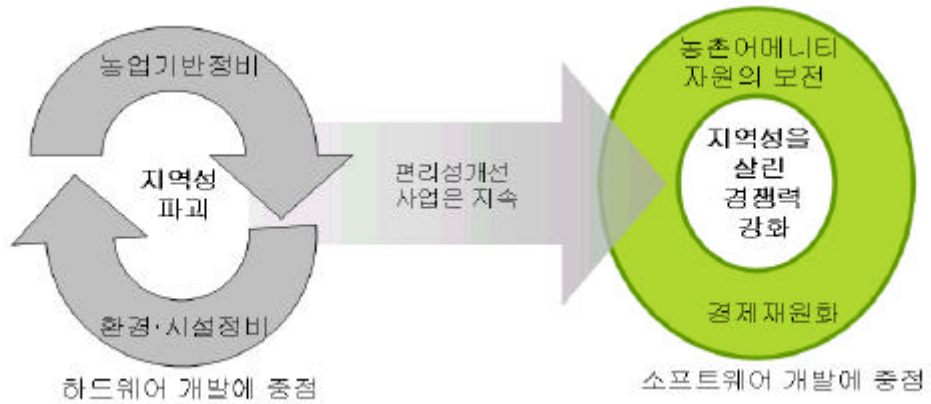 농업기반정비
지역성
파괴
환경·시설정비
하드웨어 개발에 중점
편리성개선
사업은 지속
농촌어메니티
자원의 보전
지역성을
살린
경쟁력
강화
경제재원화
소프트웨어 개발에 중점